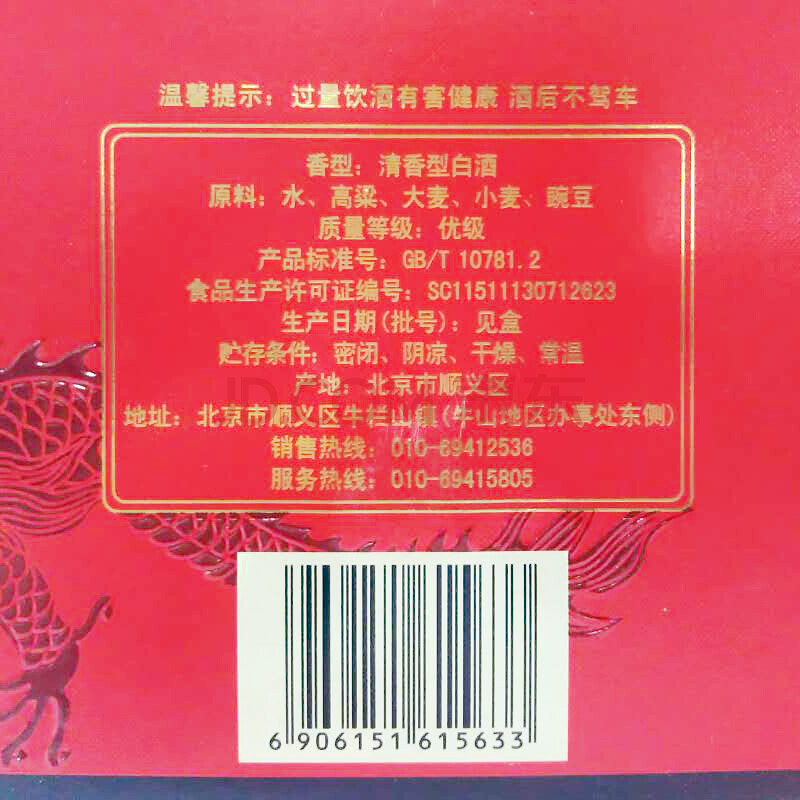 温馨提示：过量饮酒有害健康 酒后不驾车
香型：清香型白酒
原料：水、高粱、大麦、小麦、豌豆
质量等级：优级
产品标准号：GB/T 10781.2
食品生产许可证编号：SC11511130712623
生产日期(批号)：见盒
贮存条件：密闭、阴凉、干燥、常温
产地：北京市顺义区
地址：北京市顺义区牛栏山镇(牛山地区办事处东侧)
销售热线：010-69412536
服务热线：010-69415805
6 906151 615633